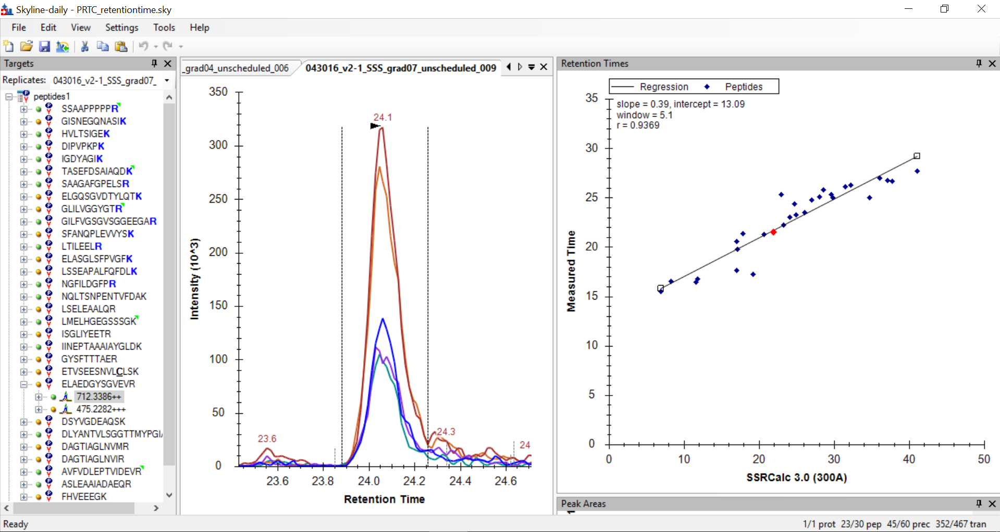 Skyline-daily - PRTC_retentiontime.sky
File Edit View Settings Tools Help
Targets
Replicates: 043016_v2-1_SSS_grad07_
peptides1
SSAAPPPPPR
GISNEGQNASIK
HVLTSIGEK
DIPVPKPK
IGDYAGIK
TASEFDSAIAQDK
SAAGAFGPELSR
ELGQSGVDTYLQTK
GLILVGGYGTR
GILFVGSGVSGGEEGAR
SFANQPLEVVYSK
LTILEELR
ELASGLSFPVGFK
LSSEAPALFQFDLK
NGFILDGFPR
NQLTSNPENTVFDAK
LSELEAALQR
LMELHGEGSSSGK
ISGLIYEETR
IINEPTAAAIAYGLDK
GYSFTTTAER
ETVSEESNVLCLSK
ELAEDGYSGVEVR
712.3386++
475.2282+++
DSYVGDEAQSK
DLYANTVLSGGTTMYPGI
DAGTIAGLNVMR
DAGTIAGLNVIR
AVFVDLEPTVIDEVR
ASLEAAIADAEQR
FHVEEEGK
_grad04_unscheduled_006
043016_v2-1_SSS_grad07_unscheduled_009
350
300
250
200
150
100
50
0
Intensity (10^3)
24.1
23.6
24.3
24
23.6 23.8 24.0 24.2 24.4 24.6
Retention Time
Retention Times
Regression Peptides
slope = 0.39, intercept = 13.09
window = 5.1
r = 0.9369
35
30
25
20
15
10
5
0
Measured Time
0 10 20 30 40 50
SSRCalc 3.0 (300A)
Peak Areas
Ready
1/1 prot 23/30 pep 45/60 prec 352/467 tran